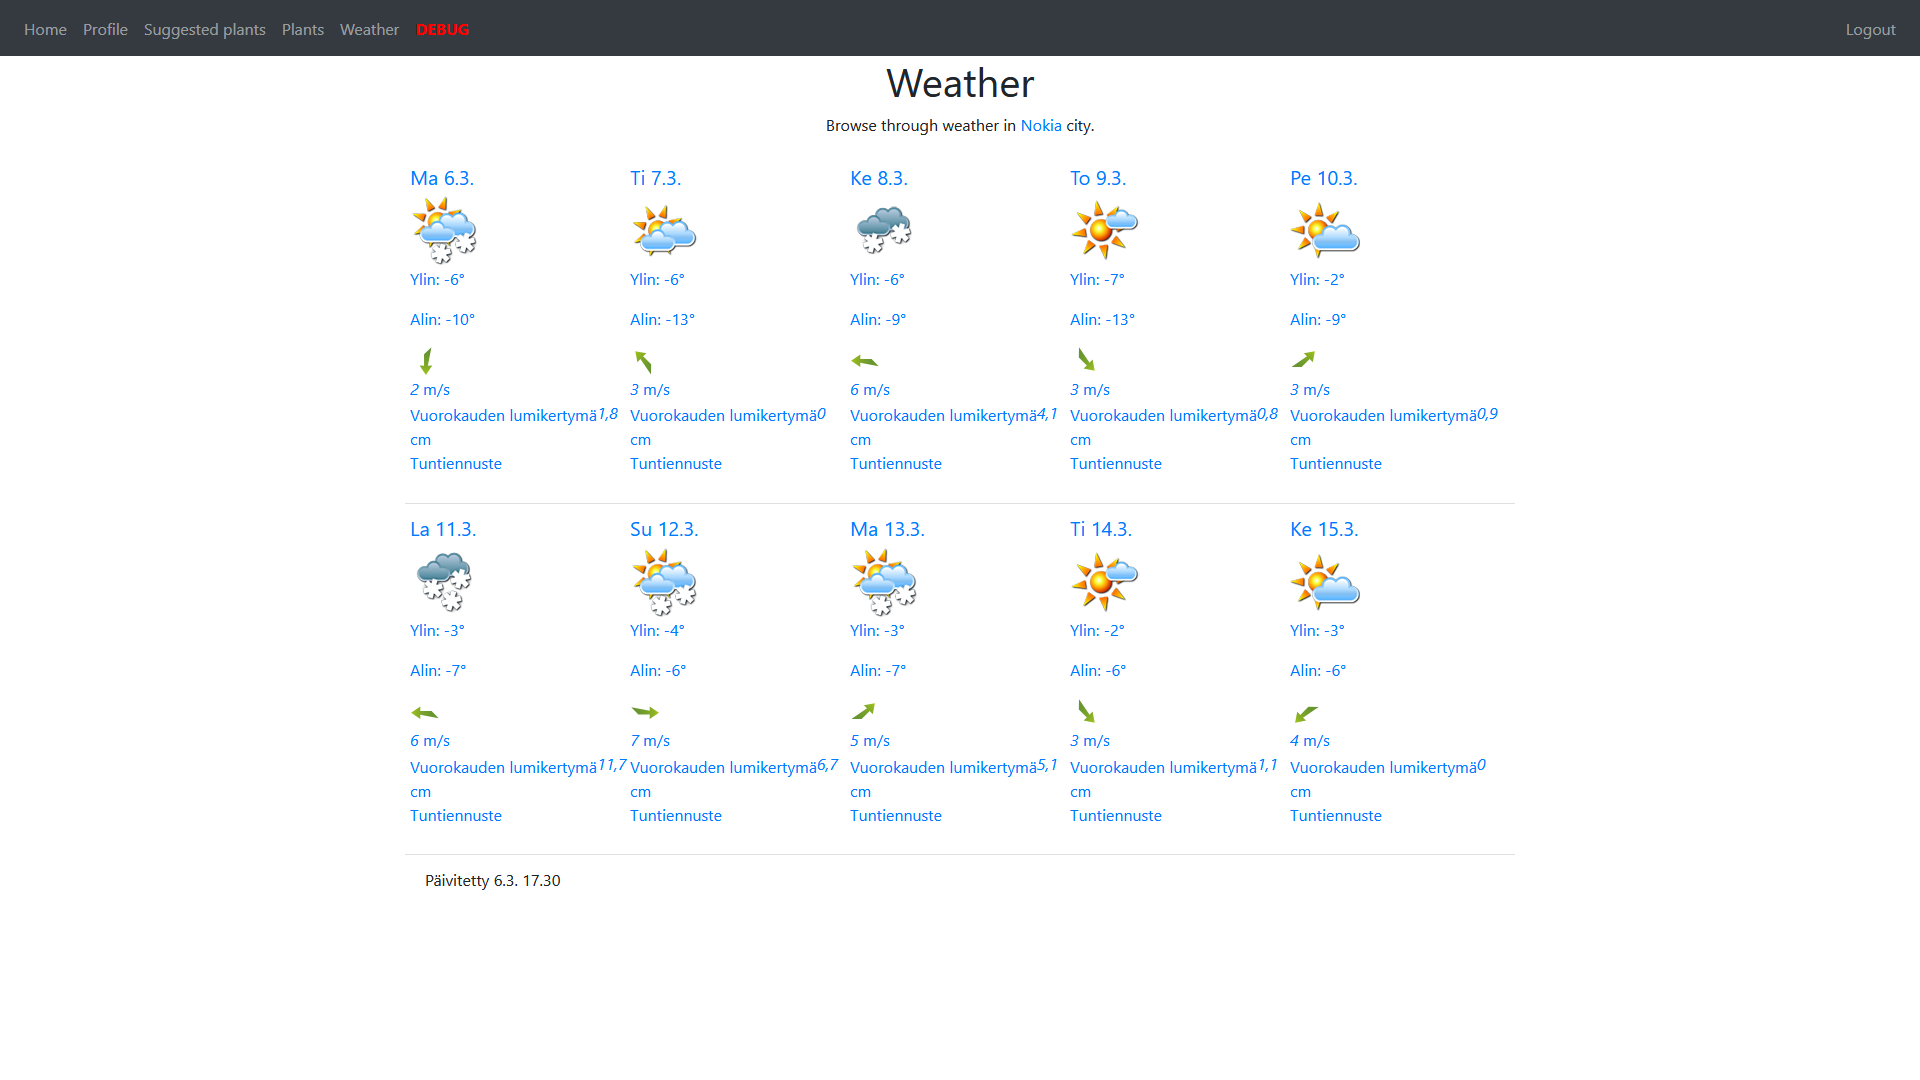 Home Profile Suggested plants Plants Weather DEBUG Logout
Weather
Browse through weather in Nokia city.
Ma 6.3. Ti 7.3. Ke 8.3. To 9.3. Pe 10.3.
Ylin: -6° Ylin: -6° Ylin: -6° Ylin: -7° Ylin: -2°
Alin: -10° Alin: -13° Alin: -9° Alin: -13° Alin: -9°
2 m/s 3 m/s 6 m/s 3 m/s 3 m/s
Vuorokauden lumikertymä1,8 Vuorokauden lumikertymä0 Vuorokauden lumikertymä4,1 Vuorokauden lumikertymä0,8 Vuorokauden lumikertymä0,9
cm cm cm cm cm
Tuntiennuste Tuntiennuste Tuntiennuste Tuntiennuste Tuntiennuste
La 11.3. Su 12.3. Ma 13.3. Ti 14.3. Ke 15.3.
Ylin: -3° Ylin: -4° Ylin: -3° Ylin: -2° Ylin: -3°
Alin: -7° Alin: -6° Alin: -7° Alin: -6° Alin: -6°
6 m/s 7 m/s 5 m/s 3 m/s 4 m/s
Vuorokauden lumikertymä11,7 Vuorokauden lumikertymä6,7 Vuorokauden lumikertymä5,1 Vuorokauden lumikertymä1,1 Vuorokauden lumikertymä0
cm cm cm cm cm
Tuntiennuste Tuntiennuste Tuntiennuste Tuntiennuste Tuntiennuste
Päivitetty 6.3. 17.30